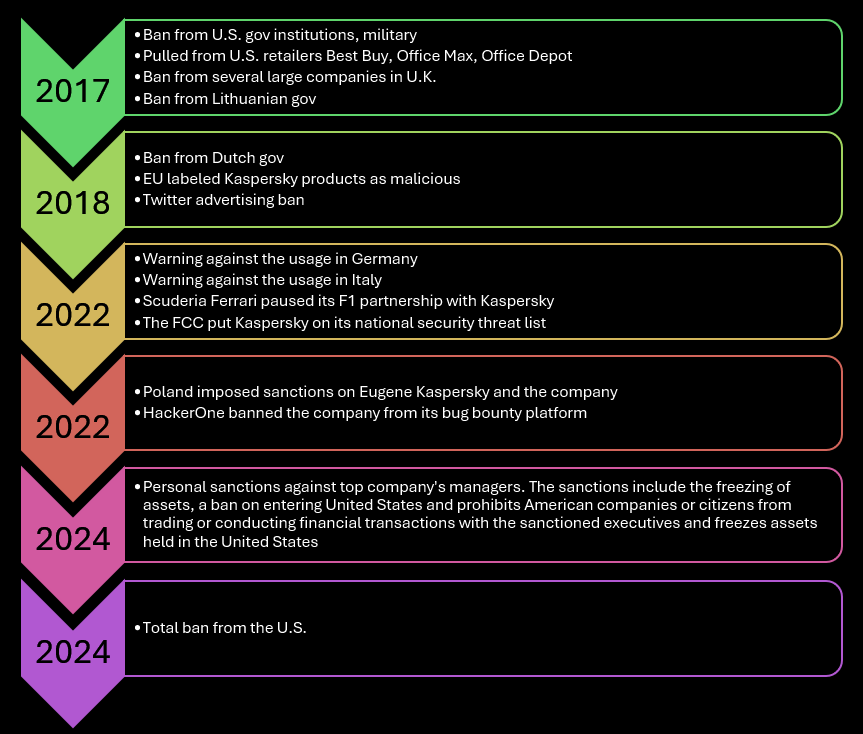 2017
•Ban from U.S. gov institutions, military
•Pulled from U.S. retailers Best Buy, Office Max, Office Depot
•Ban from several large companies in U.K.
•Ban from Lithuanian gov
2018
•Ban from Dutch gov
•EU labeled Kaspersky products as malicious
•Twitter advertising ban
2022
•Warning against the usage in Germany
•Warning against the usage in Italy
•Scuderia Ferrari paused its F1 partnership with Kaspersky
•The FCC put Kaspersky on its national security threat list
2022
•Poland imposed sanctions on Eugene Kaspersky and the company
•HackerOne banned the company from its bug bounty platform
2024
•Personal sanctions against top company's managers. The sanctions include the freezing of
assets, a ban on entering United States and prohibits American companies or citizens from
trading or conducting financial transactions with the sanctioned executives and freezes assets
held in the United States
2024
•Total ban from the U.S.